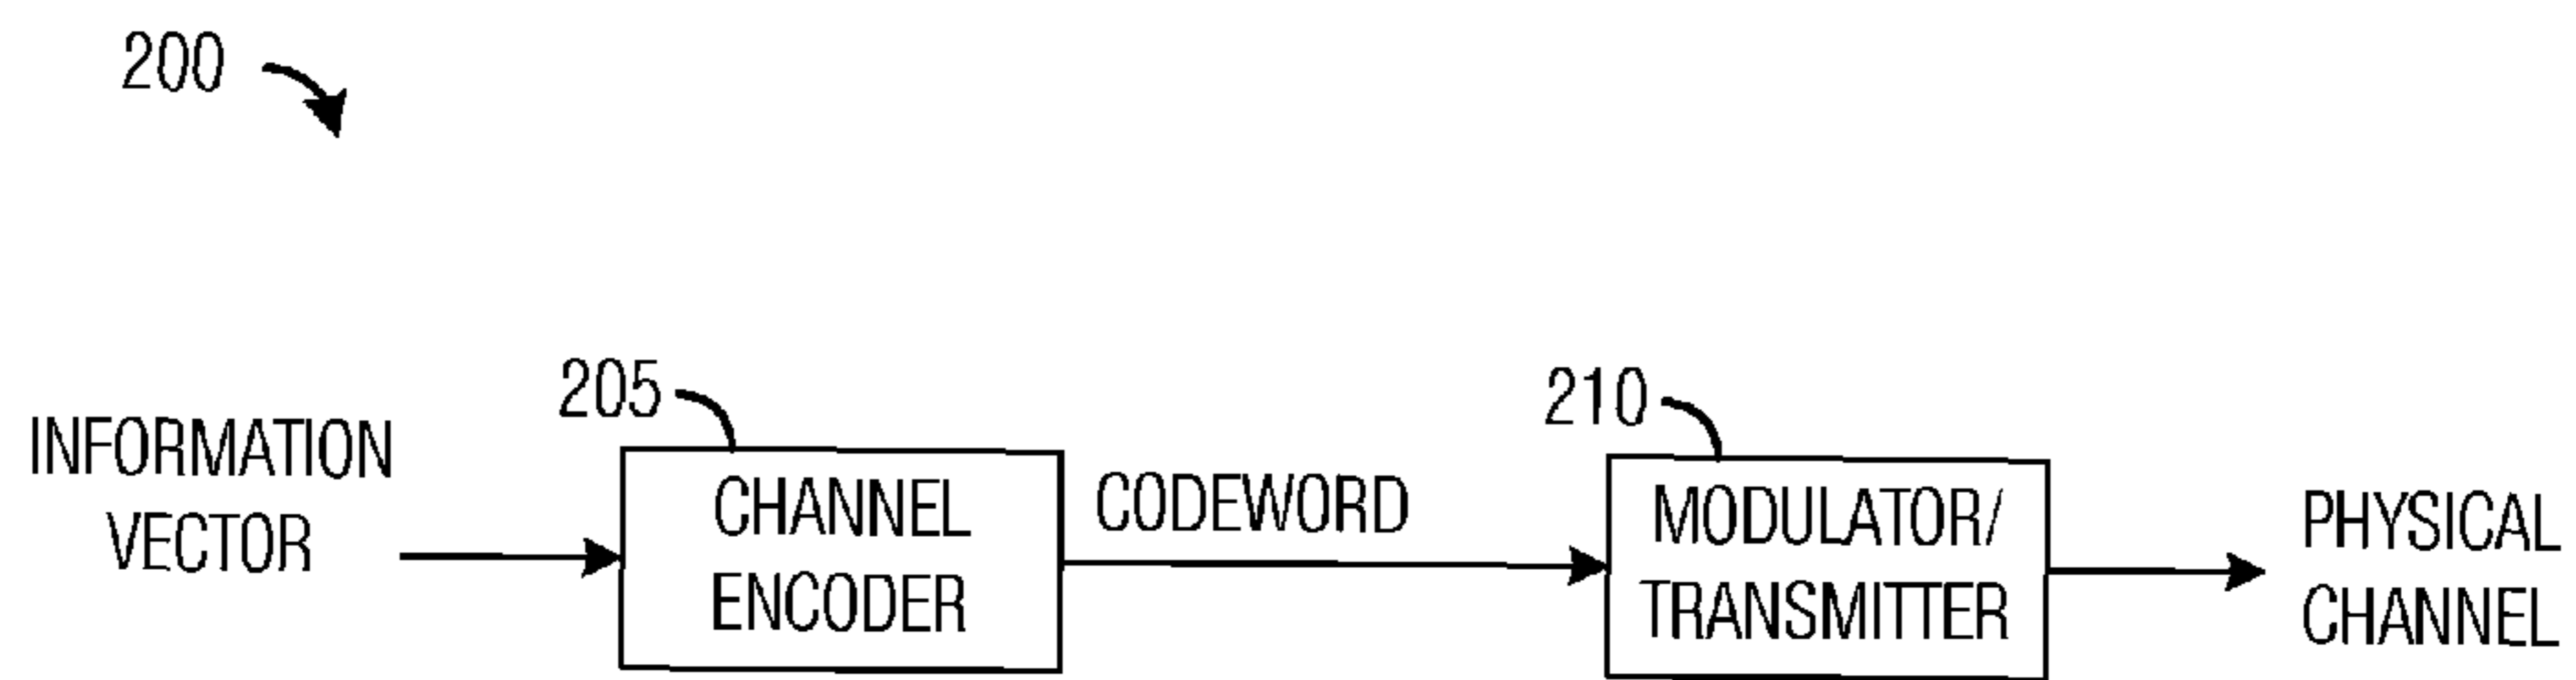 200
205
210
INFORMATION
VECTOR
CHANNEL
ENCODER
CODEWORD
MODULATOR/
TRANSMITTER
PHYSICAL
CHANNEL